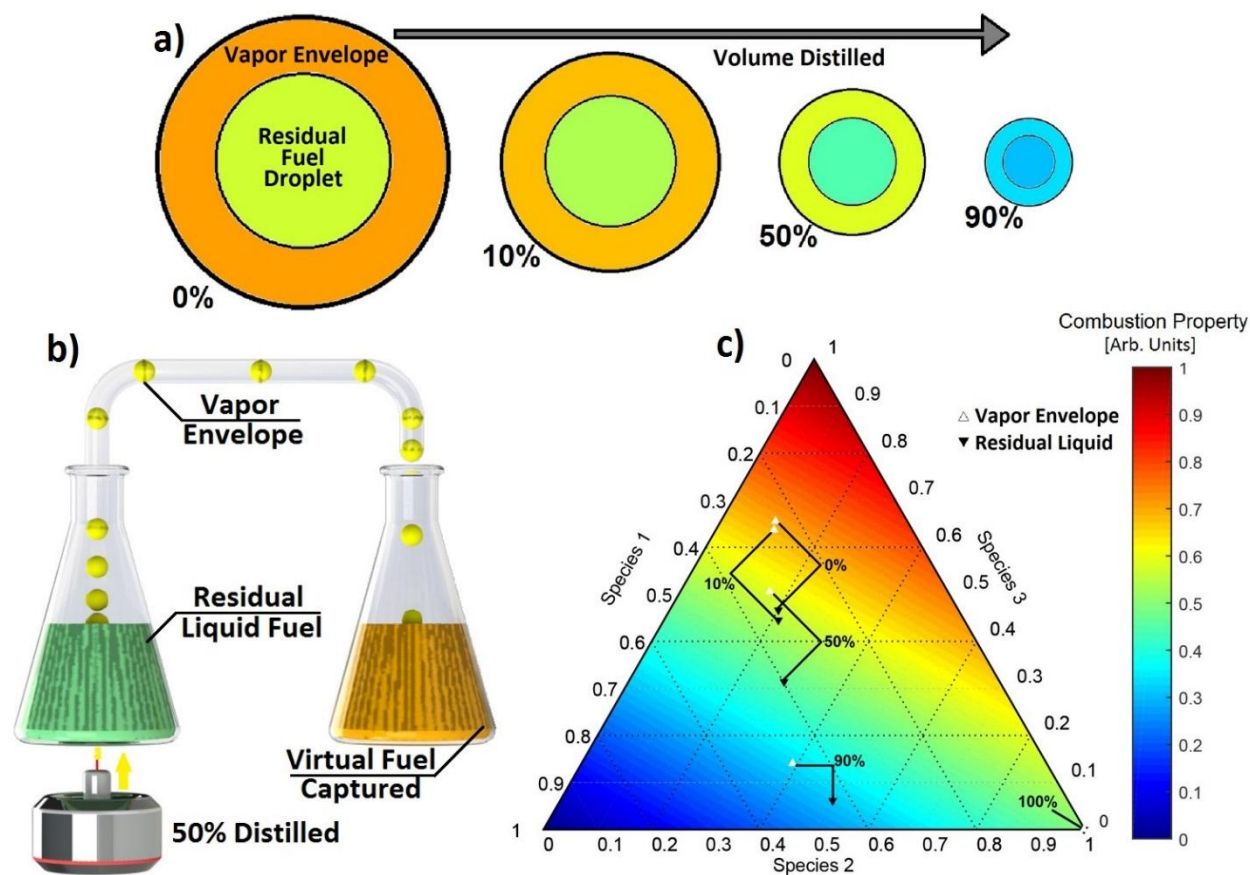 a)
Vapor Envelope
Volume Distilled
Residual
Fuel
Droplet
0%
10%
50%
90%
b)
Vapor
Envelope
Residual
Liquid Fuel
Virtual Fuel
Captured
50% Distilled
c)
Combustion Property
[Arb. Units]
Vapor Envelope
Residual Liquid
Species 1
0
0.1
0.2
0.3
0.4
0.5
0.6
0.7
0.8
0.9
1
Species 2
0
0.1
0.2
0.3
0.4
0.5
0.6
0.7
0.8
0.9
1
Species 3
1
0.9
0.8
0.7
0.6
0.5
0.4
0.3
0.2
0.1
0
0%
10%
50%
90%
100%
1
0.9
0.8
0.7
0.6
0.5
0.4
0.3
0.2
0.1
0